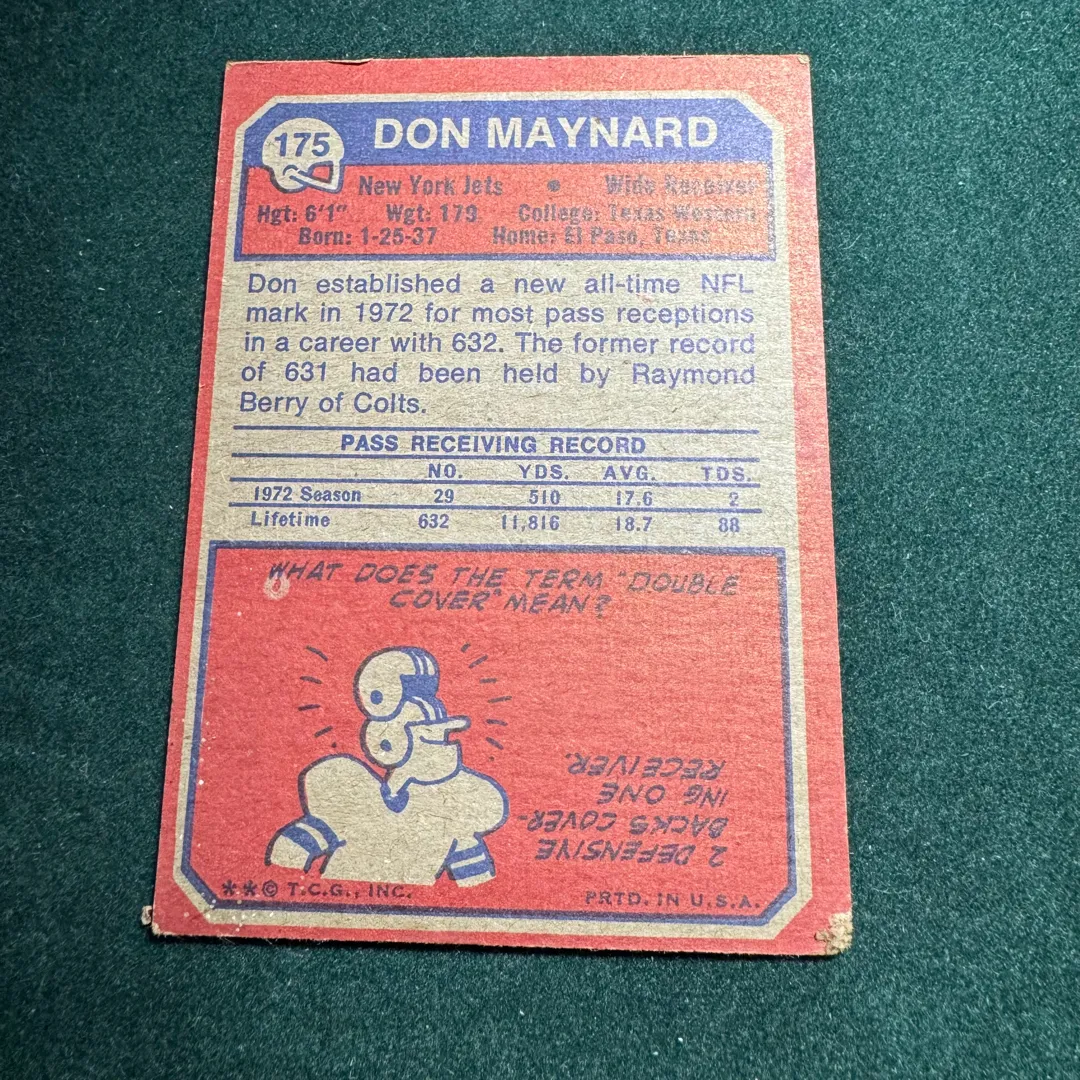 175
DON MAYNARD
New York Jets • Wide Receiver
Hgt: 6'1" Wgt: 179 College: Texas Western
Born: 1-25-37 Home: El Paso, Texas
Don established a new all-time NFL
mark in 1972 for most pass receptions
in a career with 632. The former record
of 631 had been held by Raymond
Berry of Colts.
PASS RECEIVING RECORD
NO. YDS. AVG. TDS.
1972 Season 29 510 17.6 2
Lifetime 632 11,816 18.7 88
WHAT DOES THE TERM "DOUBLE
COVER" MEAN?
2 DEFENSIVE
BACKS COVER-
ING ONE
RECEIVER.
**© T.C.G., INC. PRTD. IN U.S.A.